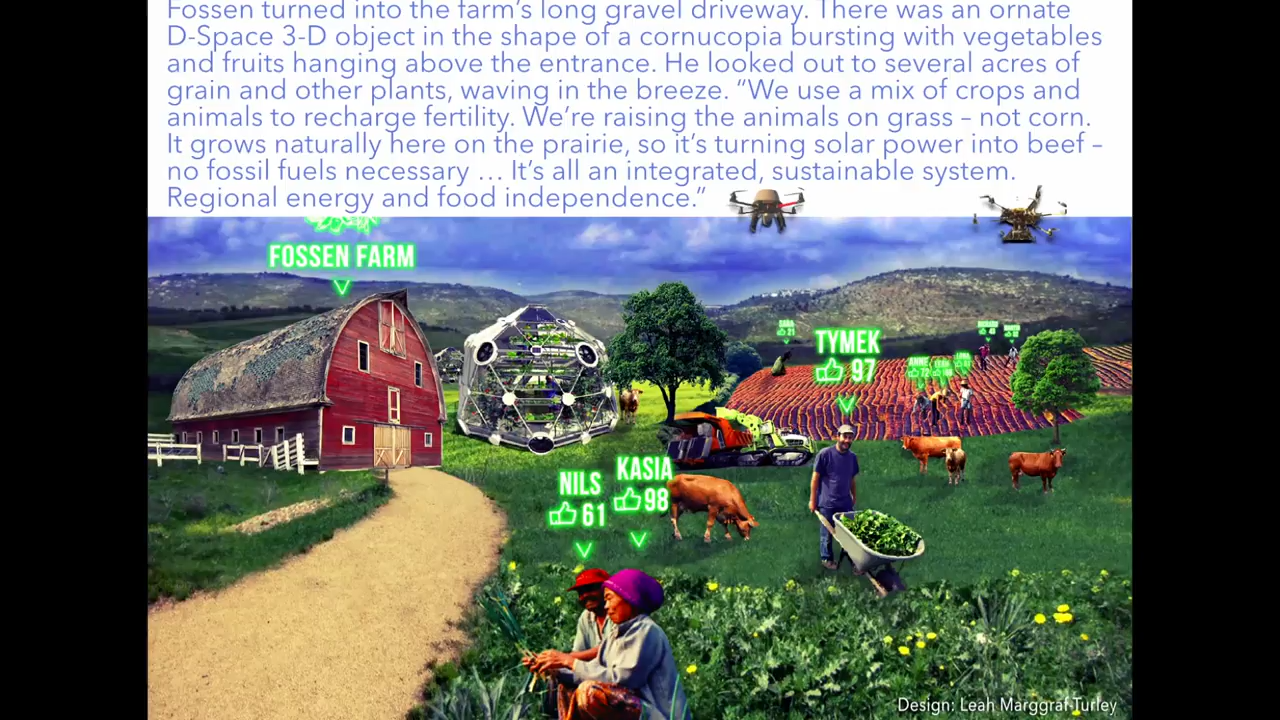 Fossen turned into the farm's long gravel driveway. There was an ornate
D-Space 3-D object in the shape of a cornucopia bursting with vegetables
and fruits hanging above the entrance. He looked out to several acres of
grain and other plants, waving in the breeze. “We use a mix of crops and
animals to recharge fertility. We're raising the animals on grass – not corn.
It grows naturally here on the prairie, so it's turning solar power into beef –
no fossil fuels necessary … It's all an integrated, sustainable system.
Regional energy and food independence.”
FOSSEN FARM
TYMEK
97
KASIA
98
NILS
61
Design: Leah Marggraf Turley